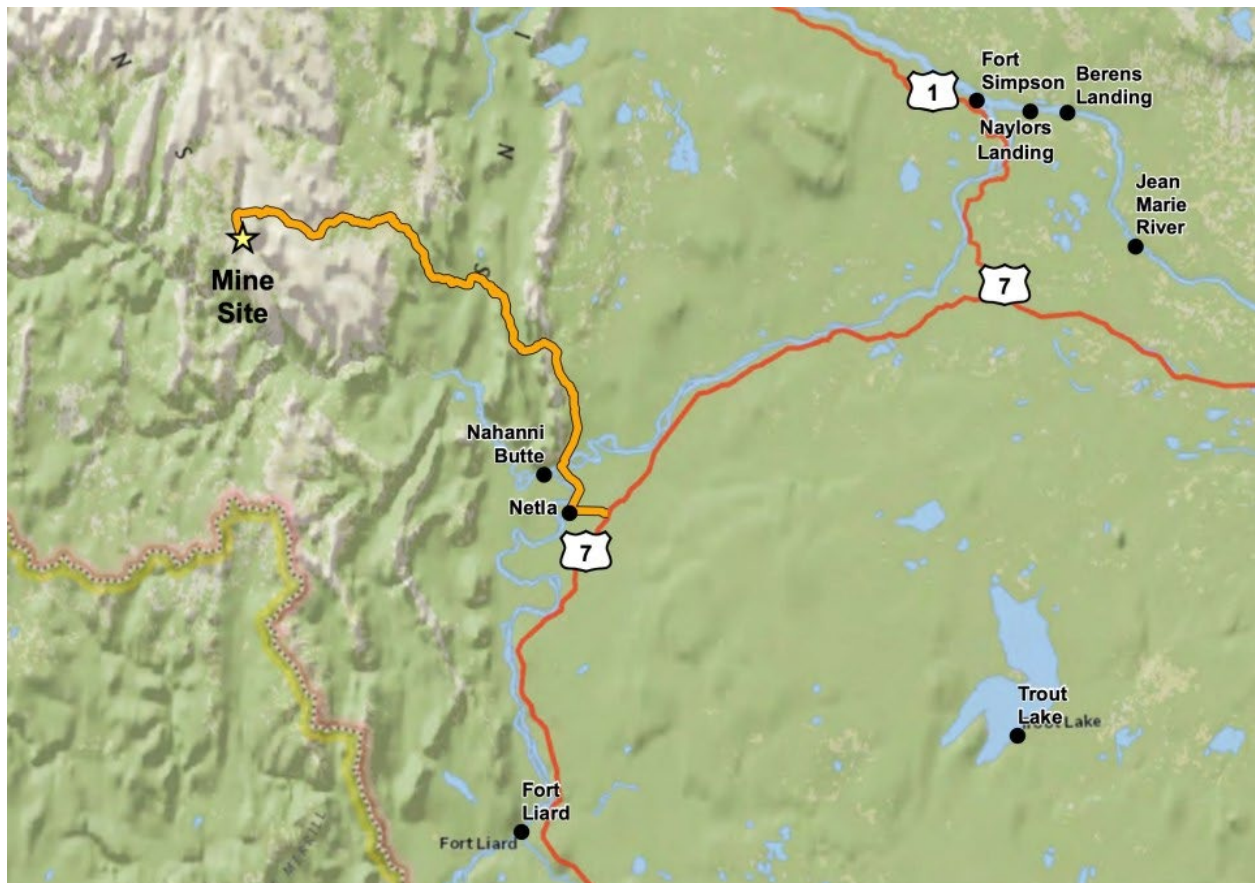 N
I
Fort
Simpson
Berens
Landing
1
Naylors
Landing
S
N
Jean
Marie
River
Mine
Site
S
7
Nahanni
Butte
Netla
7
Trout
Lake
Lake
Fort
Liard
Fort Liard